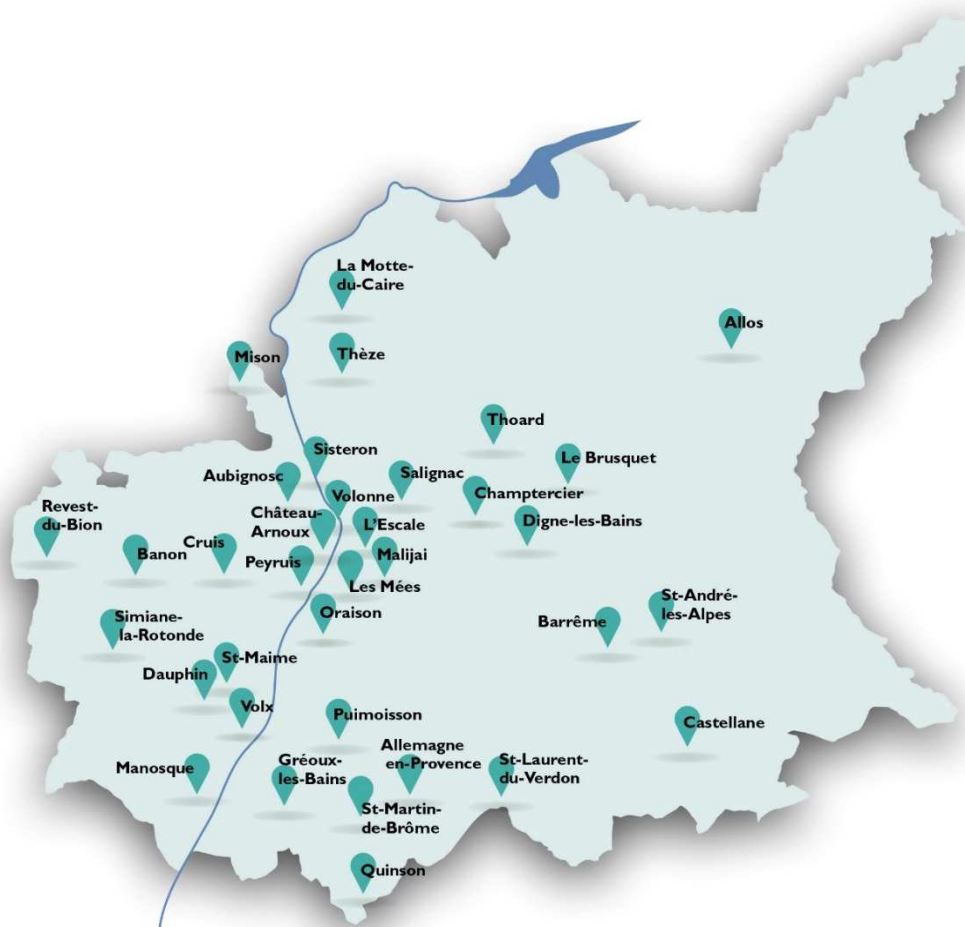 La Motte-
du-Caire
Allos
Mison
Thèze
Thoard
Sisteron
Le Brusquet
Aubignosc
Salignac
Champtercier
Volonne
Revest-
du-Bion
Château-
Arnoux
L'Escale
Digne-les-Bains
Banon
Cruis
Peyruis
Malijai
Les Mées
St-André-
les-Alpes
Oraison
Barrême
Simiane-
la-Rotonde
St-Maime
Dauphin
Volx
Puimoisson
Castellane
Manosque
Gréoux-
les-Bains
Allemagne
en-Provence
St-Laurent-
du-Verdon
St-Martin-
de-Brôme
Quinson